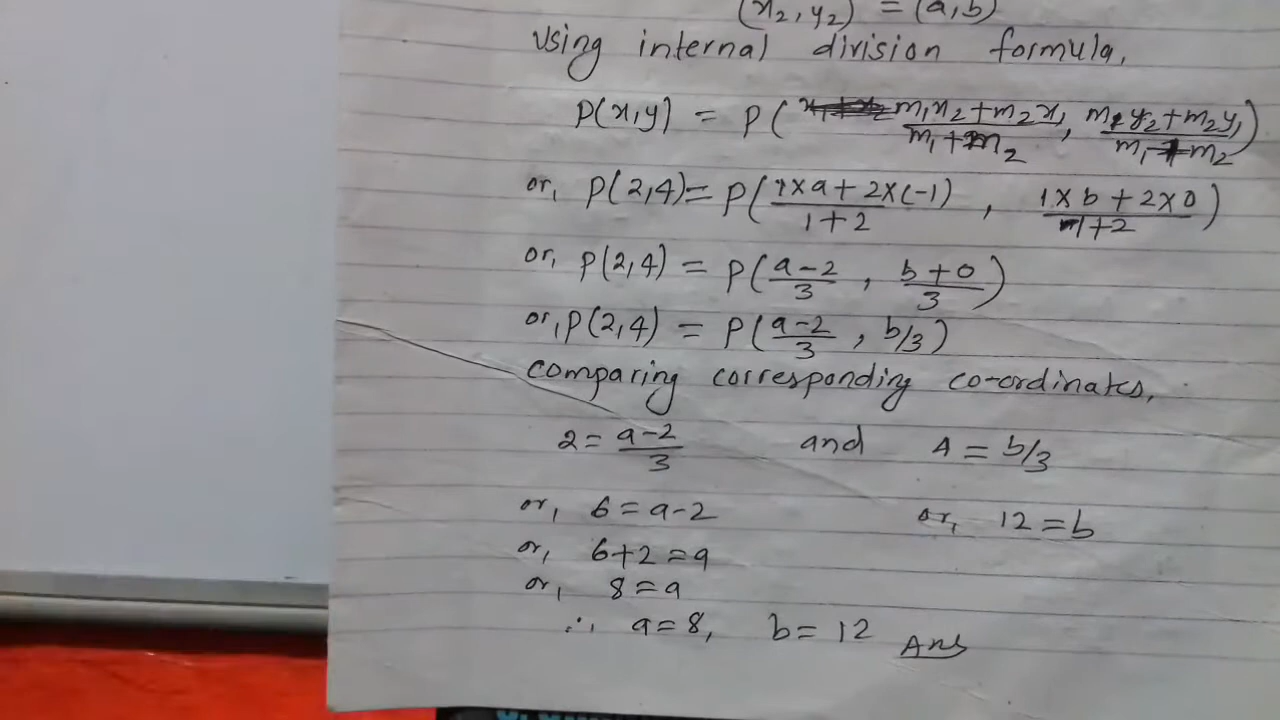 (x₂, y₂) = (a, b)
Using internal division formula,
P(x, y) = P( (m₁x₂+m₂x₁)/(m₁+m₂), (m₁y₂+m₂y₁)/(m₁+m₂) )
or, P(2,4) = P( (1×a+2×(-1))/(1+2) , (1×b+2×0)/(1+2) )
or, P(2,4) = P( (a-2)/3 , (b+0)/3 )
or, P(2,4) = P( (a-2)/3 , b/3 )
comparing corresponding co-ordinates,
2 = (a-2)/3 and 4 = b/3
or, 6 = a-2 or, 12 = b
or, 6+2 = a
or, 8 = a
∴ a = 8, b = 12 Ans